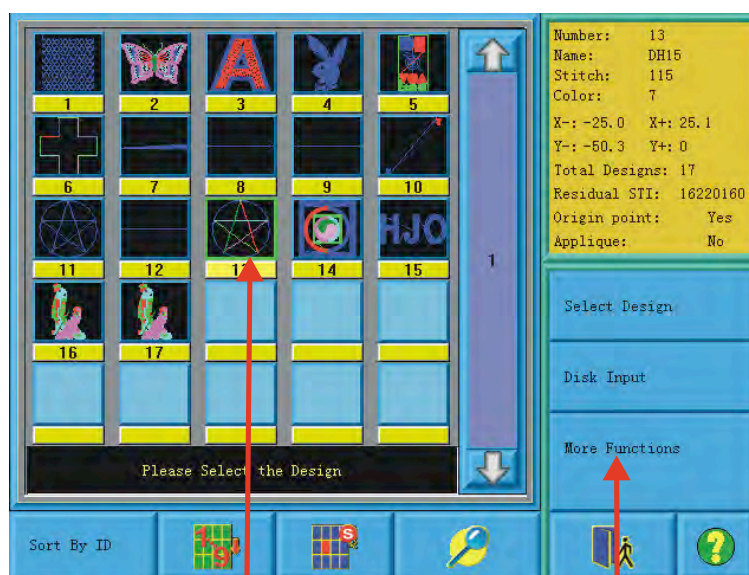 1 2 3 4 5
6 7 8 9 10
11 12 13 14 15
16 17
A
HJO
1
Please Select the Design
Number: 13
Name: DH15
Stitch: 115
Color: 7
X-: -25.0 X+: 25.1
Y-: -50.3 Y+: 0
Total Designs: 17
Residual STI: 16220160
Origin point: Yes
Applique: No
Select Design
Disk Input
More Functions
Sort By ID
1
9
S
?